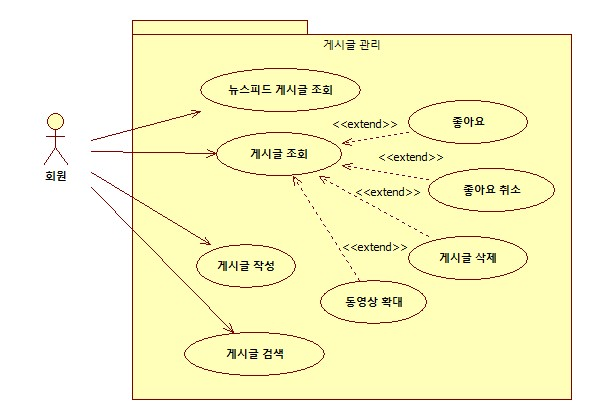 게시글 관리
뉴스피드 게시글 조회
<<extend>>
좋아요
게시글 조회
<<extend>>
회원
좋아요 취소
<<extend>>
<<extend>>
게시글 삭제
게시글 작성
동영상 확대
게시글 검색